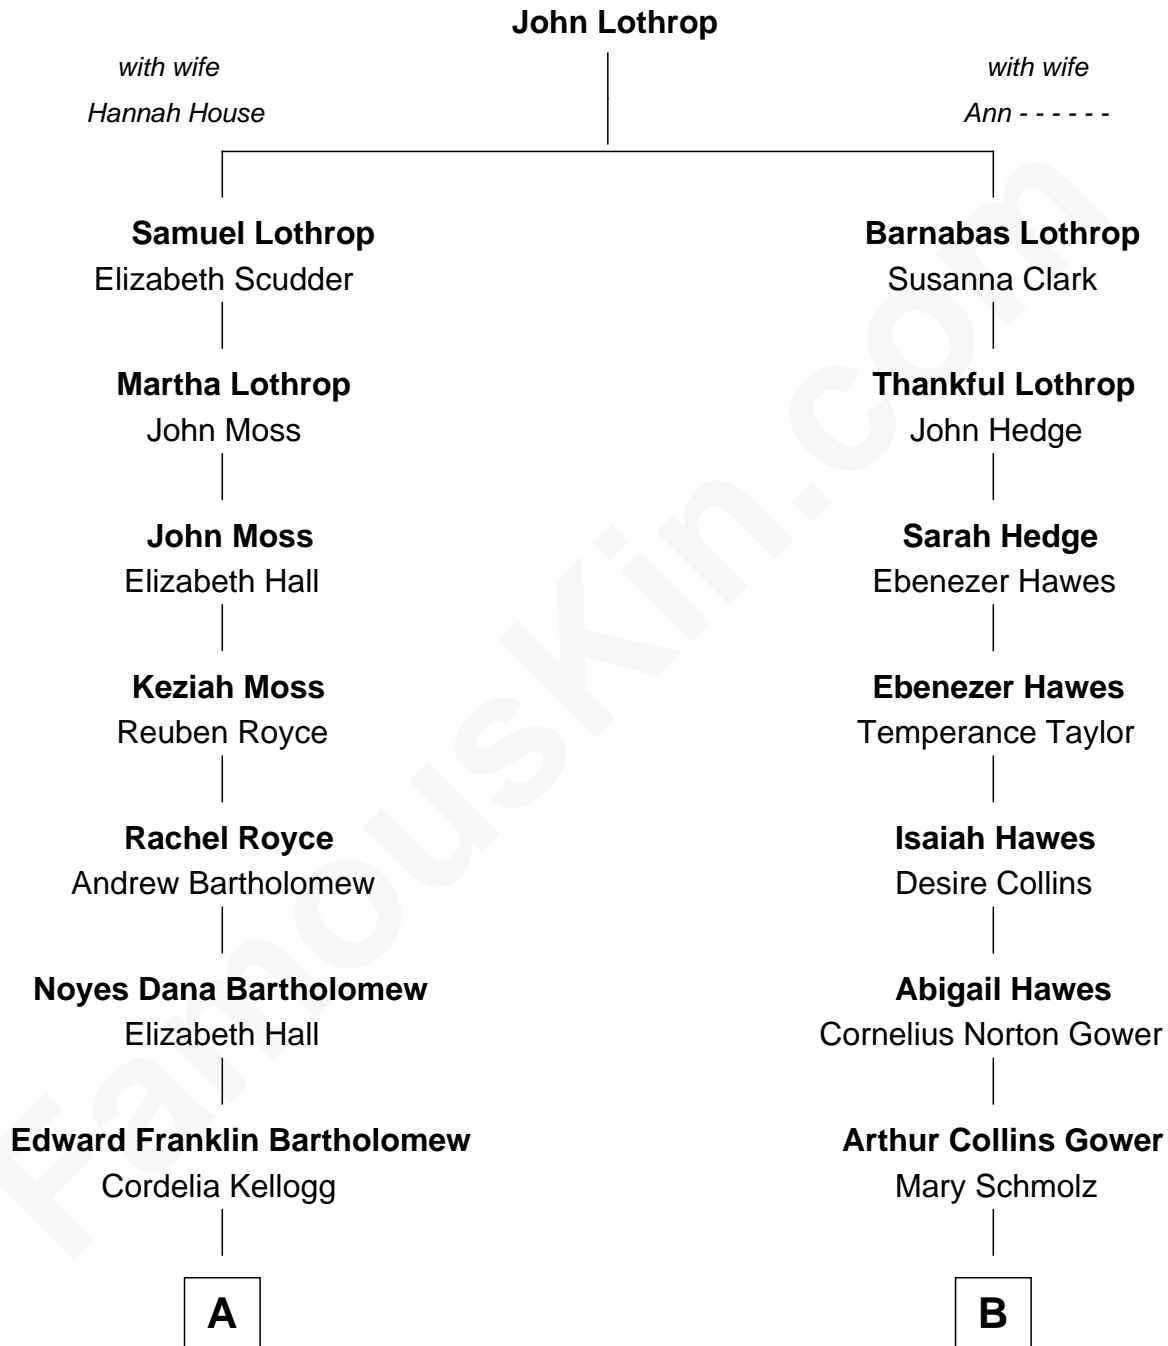 John Lothrop
with wife
Hannah House
with wife
Ann - - - - - -
Samuel Lothrop
Elizabeth Scudder
Barnabas Lothrop
Susanna Clark
Martha Lothrop
John Moss
Thankful Lothrop
John Hedge
John Moss
Elizabeth Hall
Sarah Hedge
Ebenezer Hawes
Keziah Moss
Reuben Royce
Ebenezer Hawes
Temperance Taylor
Rachel Royce
Andrew Bartholomew
Isaiah Hawes
Desire Collins
Noyes Dana Bartholomew
Elizabeth Hall
Abigail Hawes
Cornelius Norton Gower
Edward Franklin Bartholomew
Cordelia Kellogg
Arthur Collins Gower
Mary Schmolz
A
B
FamousKin.com